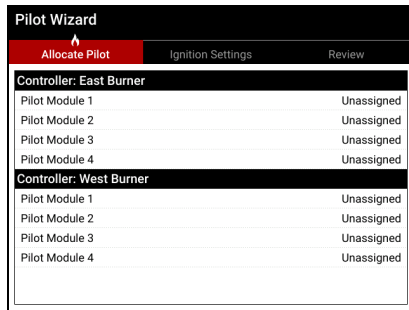 Pilot Wizard
Allocate Pilot Ignition Settings Review
Controller: East Burner
Pilot Module 1 Unassigned
Pilot Module 2 Unassigned
Pilot Module 3 Unassigned
Pilot Module 4 Unassigned
Controller: West Burner
Pilot Module 1 Unassigned
Pilot Module 2 Unassigned
Pilot Module 3 Unassigned
Pilot Module 4 Unassigned